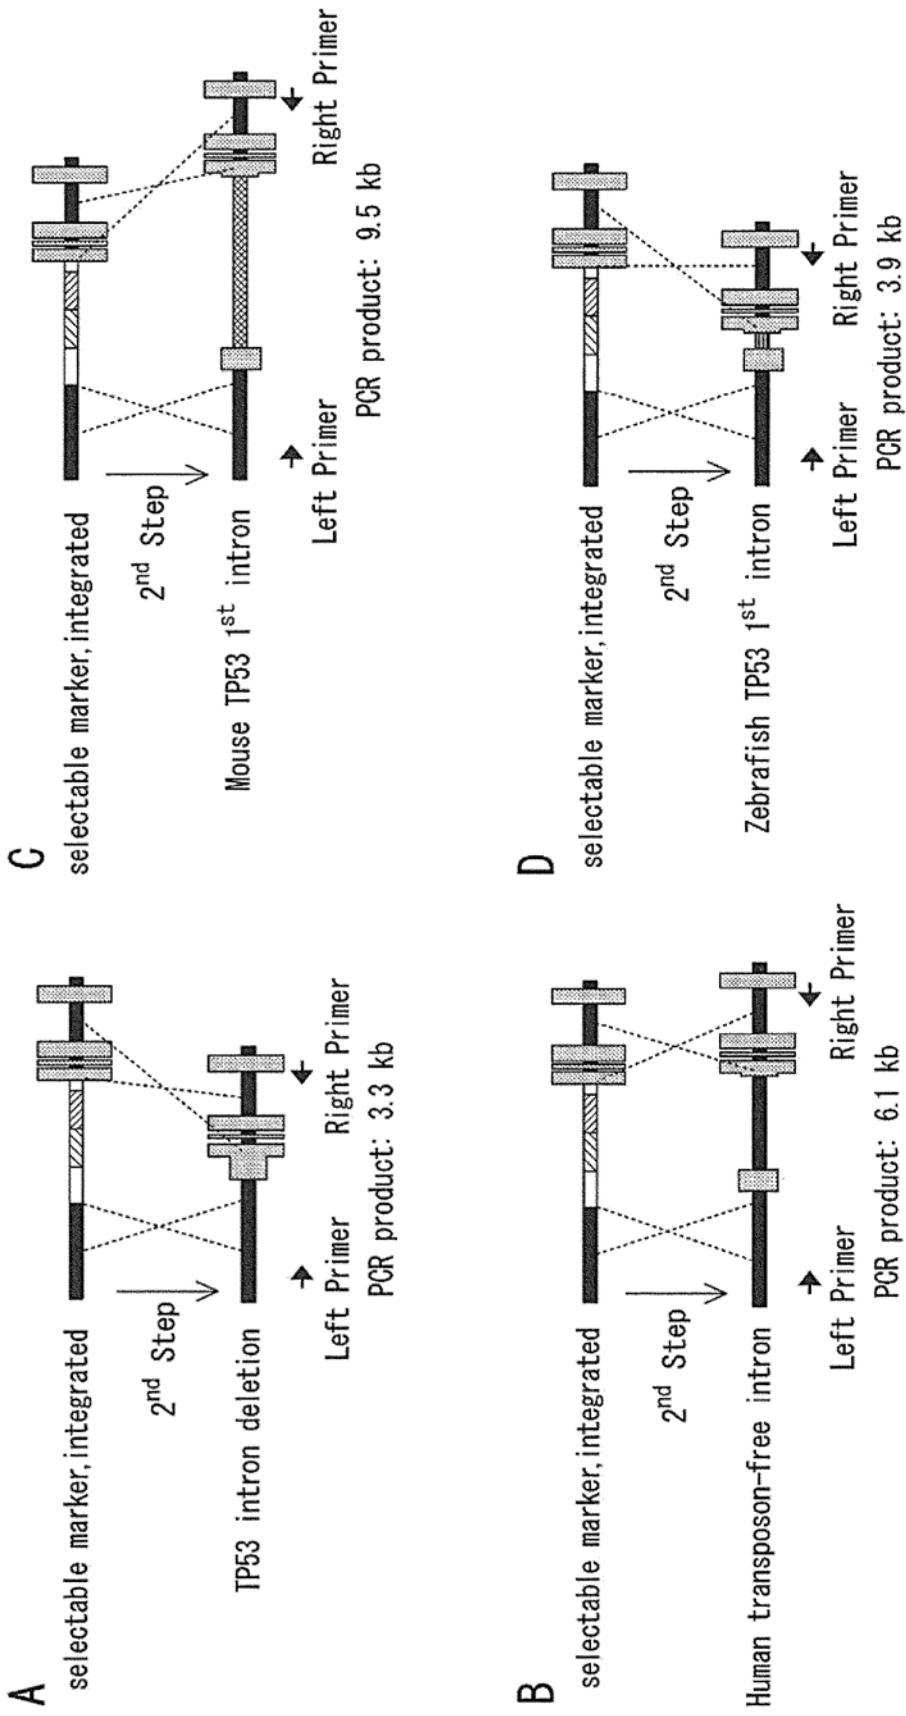 A
selectable marker, integrated
2nd Step
TP53 intron deletion
Left Primer
Right Primer
PCR product: 3.3 kb
B
selectable marker, integrated
2nd Step
Human transposon-free intron
Left Primer
Right Primer
PCR product: 6.1 kb
C
selectable marker, integrated
2nd Step
Mouse TP53 1st intron
Left Primer
Right Primer
PCR product: 9.5 kb
D
selectable marker, integrated
2nd Step
Zebrafish TP53 1st intron
Left Primer
Right Primer
PCR product: 3.9 kb